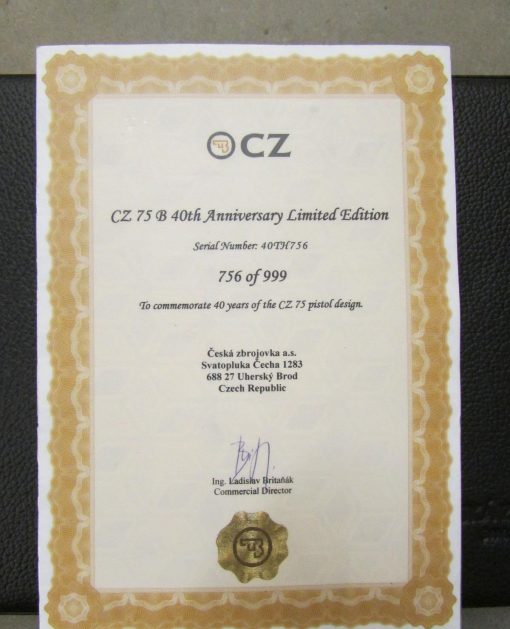 CZ
CZ 75 B 40th Anniversary Limited Edition
Serial Number: 40TH756
756 of 999
To commemorate 40 years of the CZ 75 pistol design.
Česká zbrojovka a.s.
Svatopluka Čecha 1283
688 27 Uherský Brod
Czech Republic
Ing. Ladislav Britaňák
Commercial Director